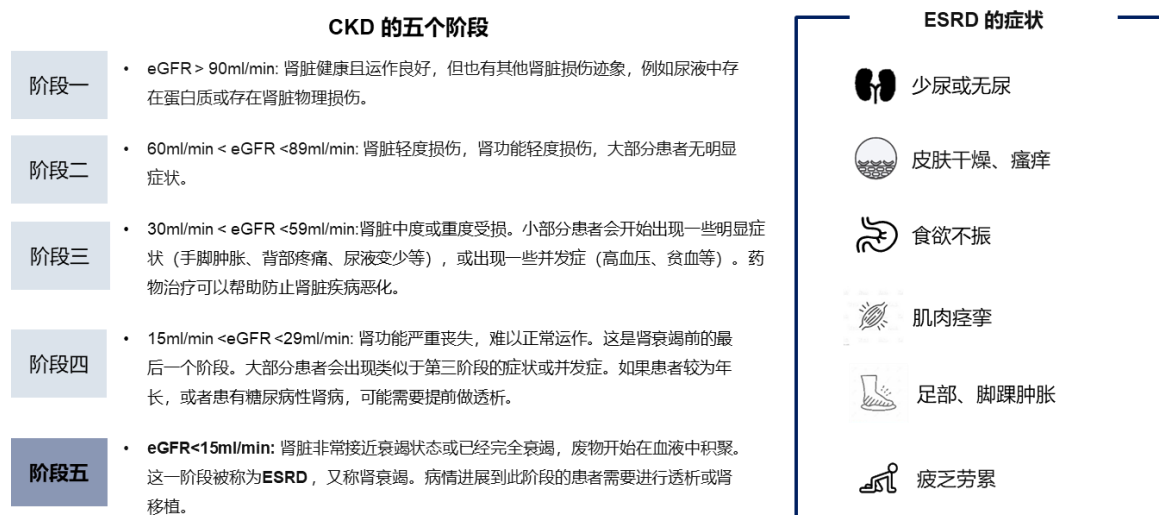 CKD 的五个阶段
阶段一
• eGFR > 90ml/min: 肾脏健康且运作良好，但也有其他肾脏损伤迹象，例如尿液中存
在蛋白质或存在肾脏物理损伤。
阶段二
• 60ml/min < eGFR <89ml/min: 肾脏轻度损伤，肾功能轻度损伤，大部分患者无明显
症状。
阶段三
• 30ml/min < eGFR <59ml/min:肾脏中度或重度受损。小部分患者会开始出现一些明显症
状（手脚肿胀、背部疼痛、尿液变少等），或出现一些并发症（高血压、贫血等）。药
物治疗可以帮助防止肾脏疾病恶化。
阶段四
• 15ml/min <eGFR <29ml/min: 肾功能严重丧失，难以正常运作。这是肾衰竭前的最
后一个阶段。大部分患者会出现类似于第三阶段的症状或并发症。如果患者较为年
长，或者患有糖尿病性肾病，可能需要提前做透析。
阶段五
• eGFR<15ml/min: 肾脏非常接近衰竭状态或已经完全衰竭，废物开始在血液中积聚。
这一阶段被称为ESRD ，又称肾衰竭。病情进展到此阶段的患者需要进行透析或肾
移植。
ESRD 的症状
少尿或无尿
皮肤干燥、瘙痒
食欲不振
肌肉痉挛
足部、脚踝肿胀
疲乏劳累